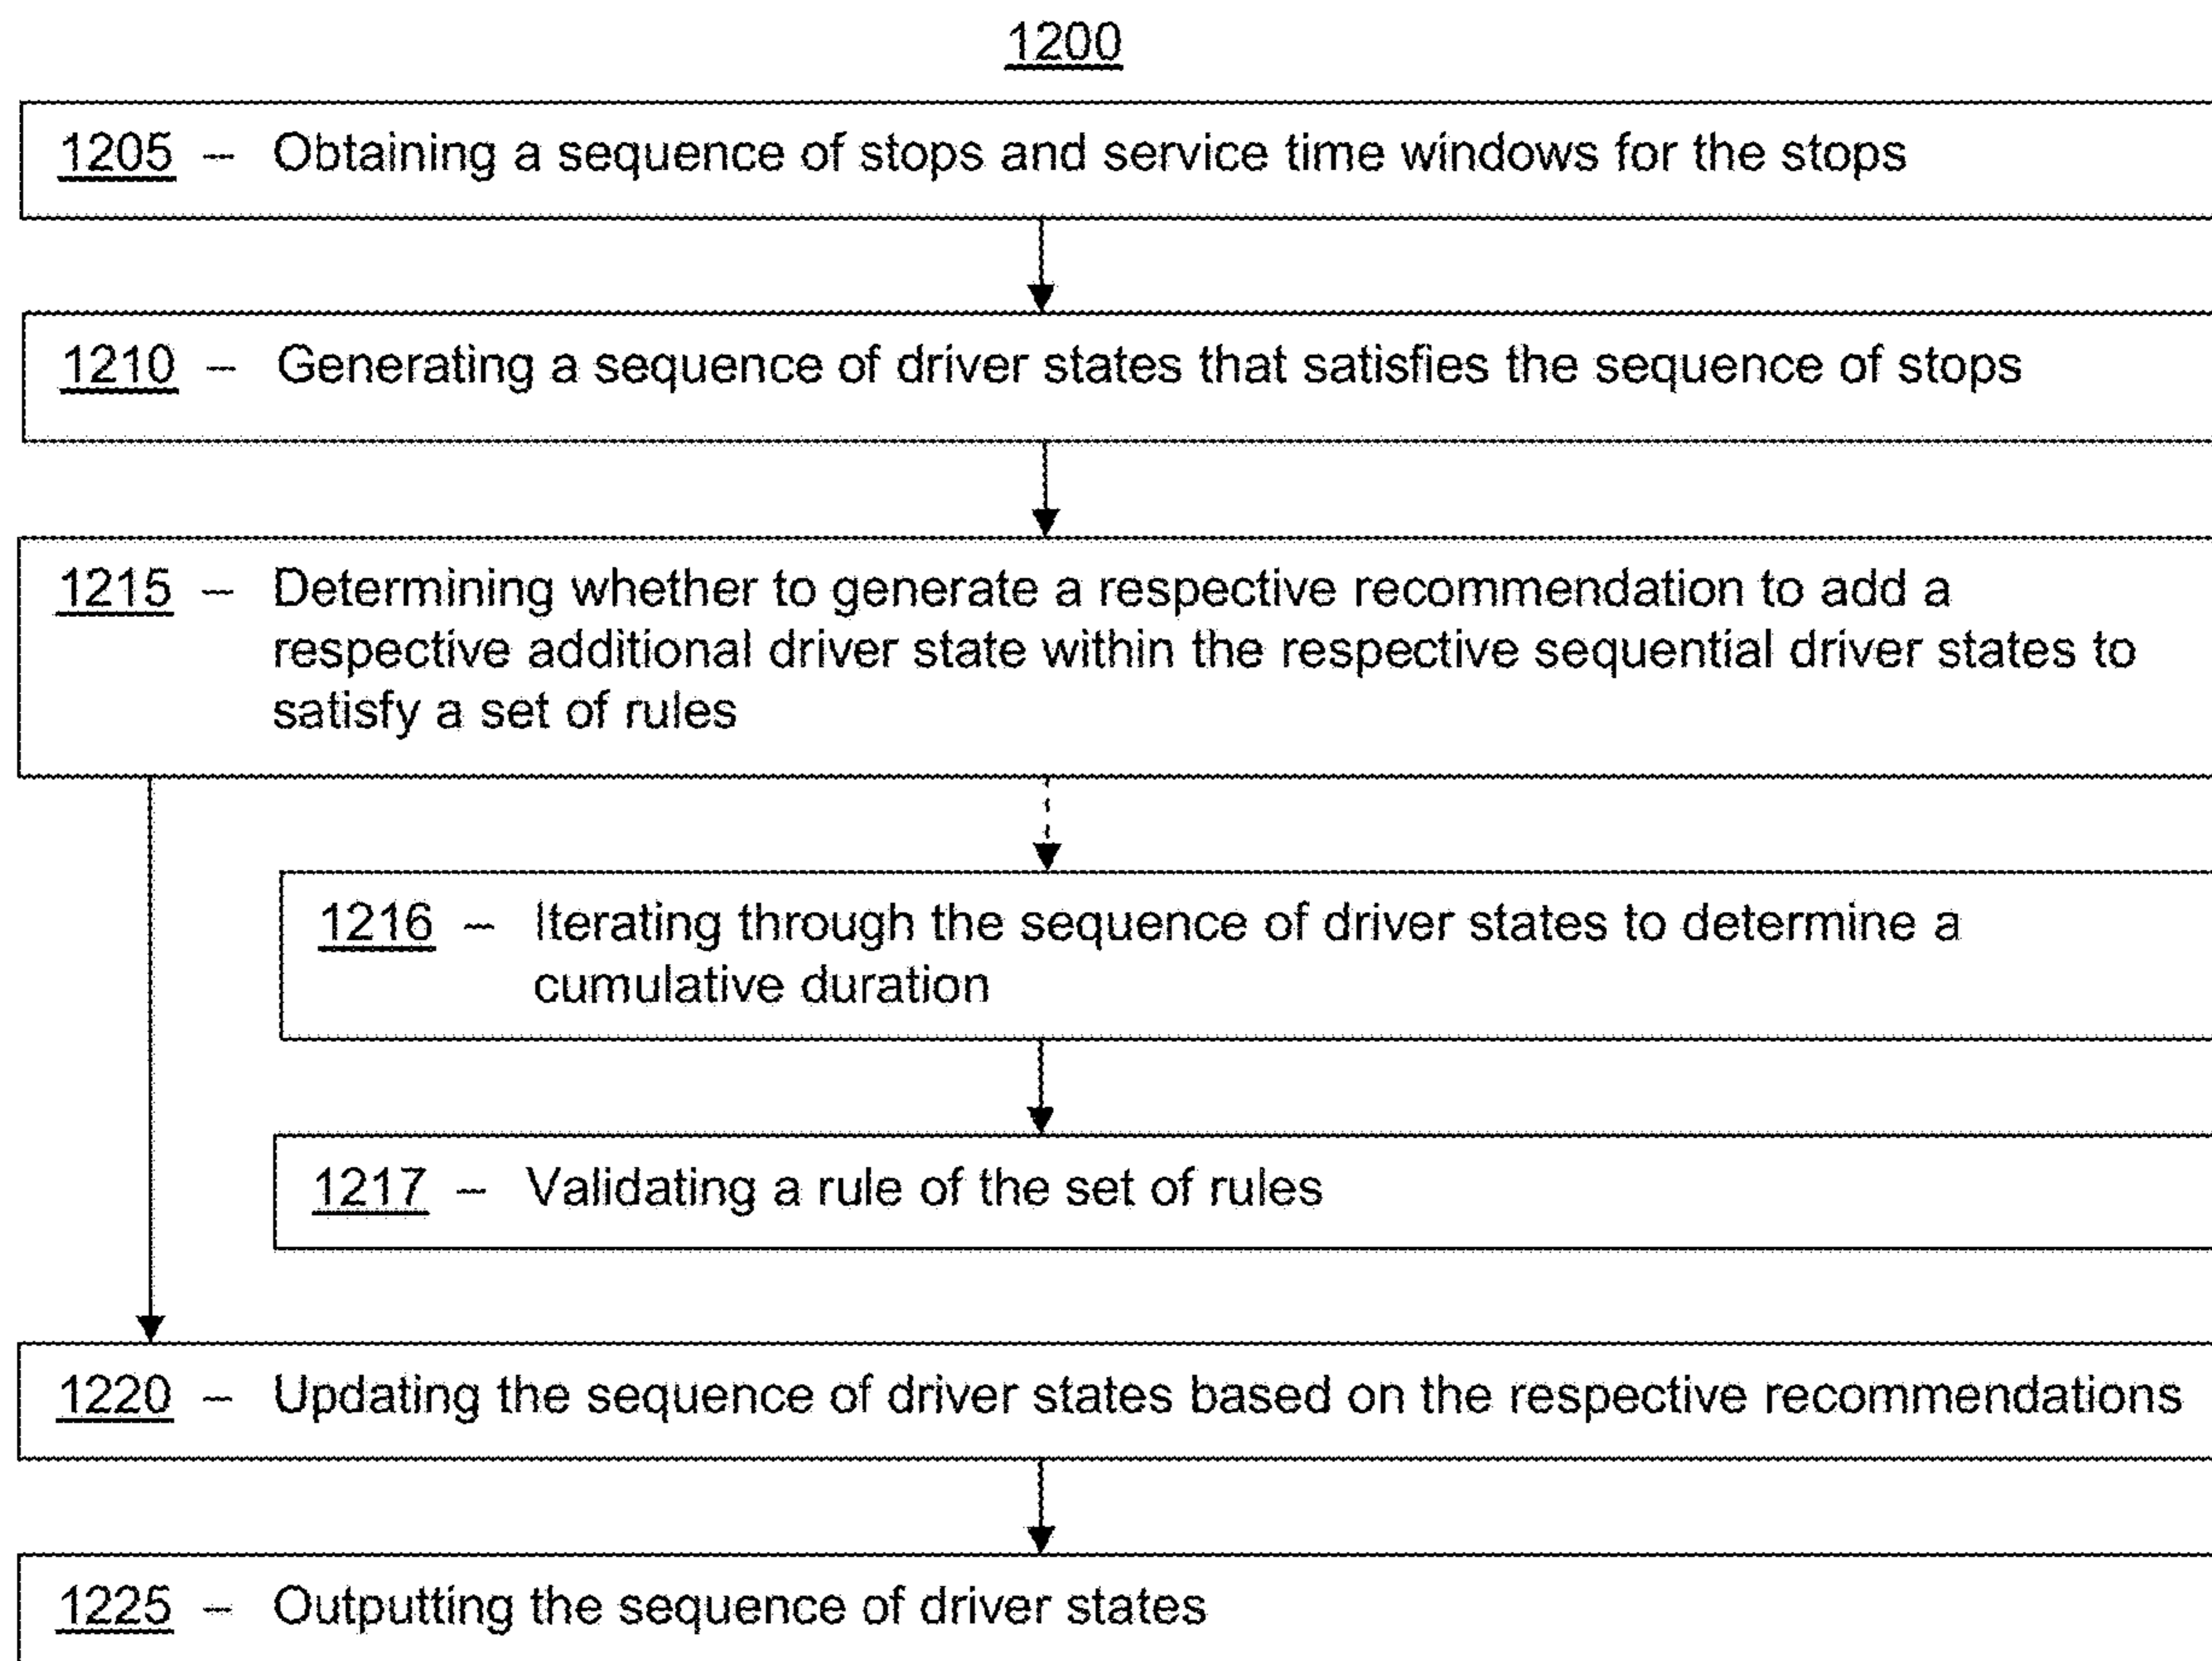 1200
1205 – Obtaining a sequence of stops and service time windows for the stops
1210 – Generating a sequence of driver states that satisfies the sequence of stops
1215 – Determining whether to generate a respective recommendation to add a
respective additional driver state within the respective sequential driver states to
satisfy a set of rules
1216 – Iterating through the sequence of driver states to determine a
cumulative duration
1217 – Validating a rule of the set of rules
1220 – Updating the sequence of driver states based on the respective recommendations
1225 – Outputting the sequence of driver states